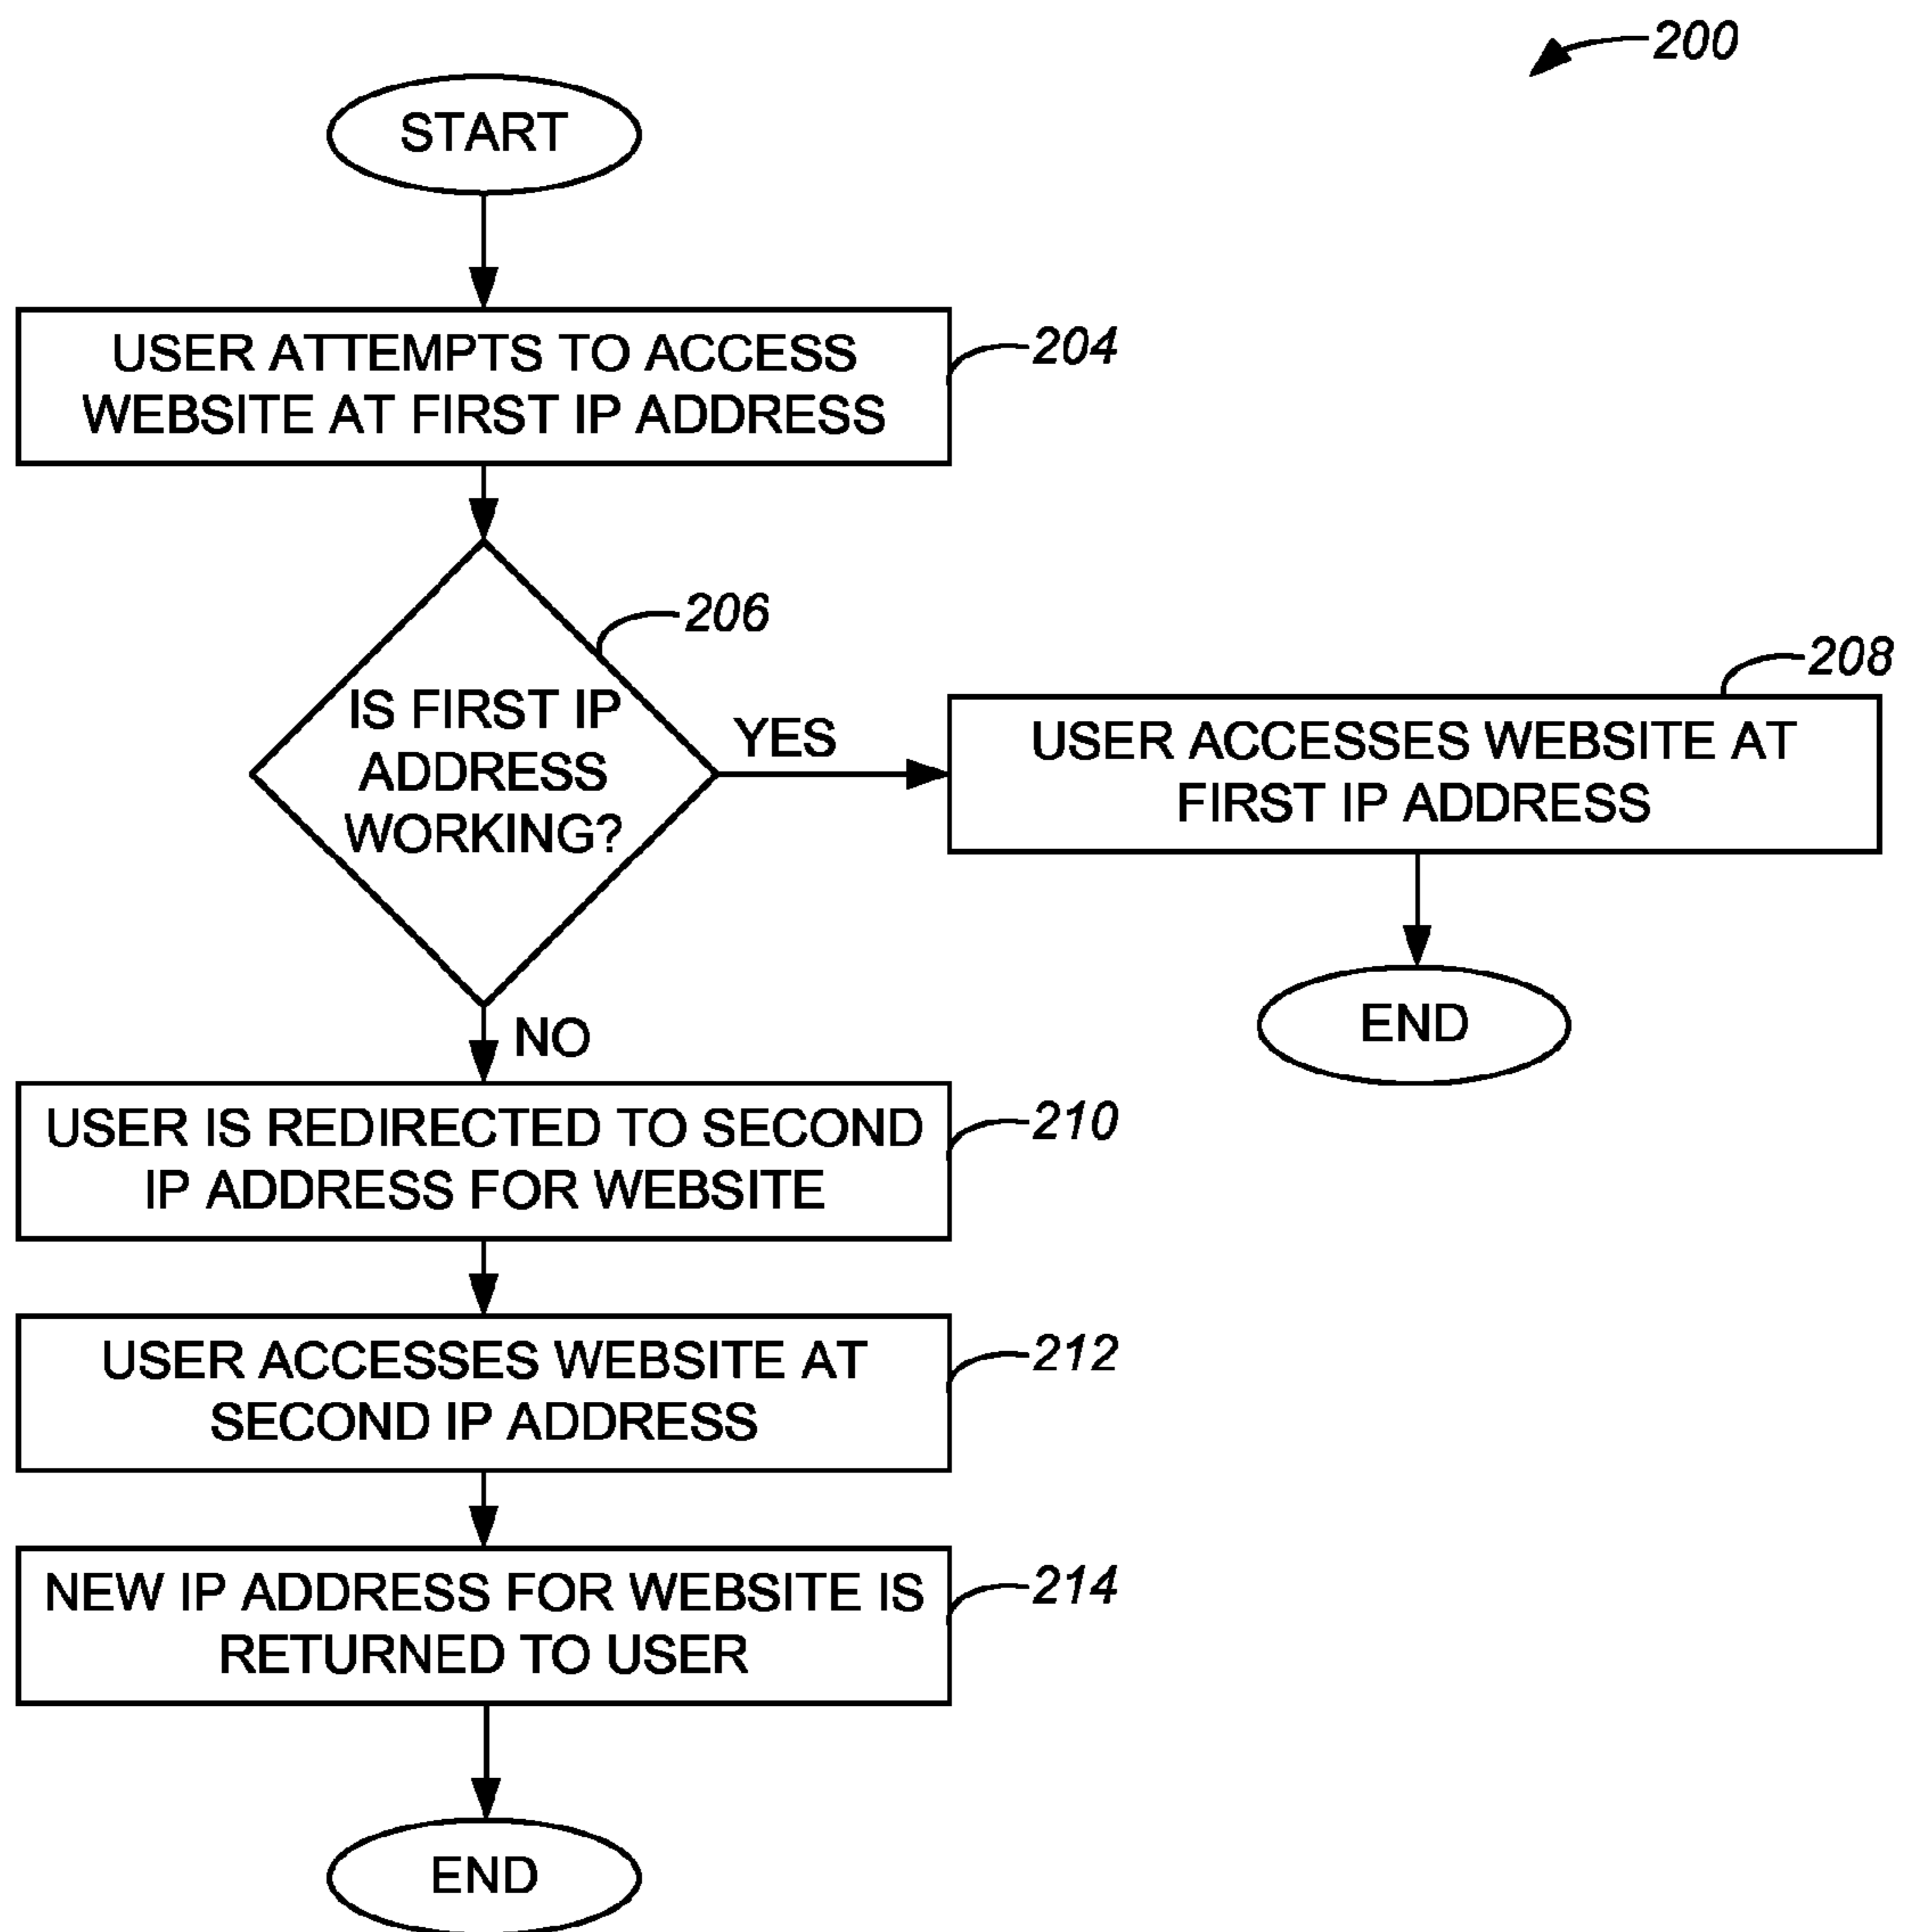 200
START
USER ATTEMPTS TO ACCESS
WEBSITE AT FIRST IP ADDRESS
204
206
IS FIRST IP
ADDRESS
WORKING?
YES
208
USER ACCESSES WEBSITE AT
FIRST IP ADDRESS
END
NO
USER IS REDIRECTED TO SECOND
IP ADDRESS FOR WEBSITE
210
USER ACCESSES WEBSITE AT
SECOND IP ADDRESS
212
NEW IP ADDRESS FOR WEBSITE IS
RETURNED TO USER
214
END